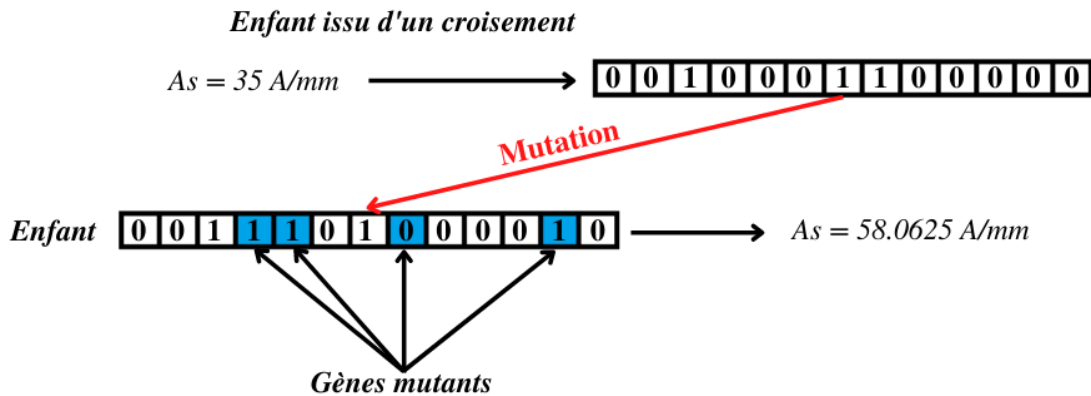 Enfant issu d'un croisement
As = 35 A/mm
0 0 1 0 0 0 1 1 0 0 0 0 0
Mutation
Enfant 0 0 1 1 1 0 1 0 0 0 0 1 0
As = 58.0625 A/mm
Gènes mutants